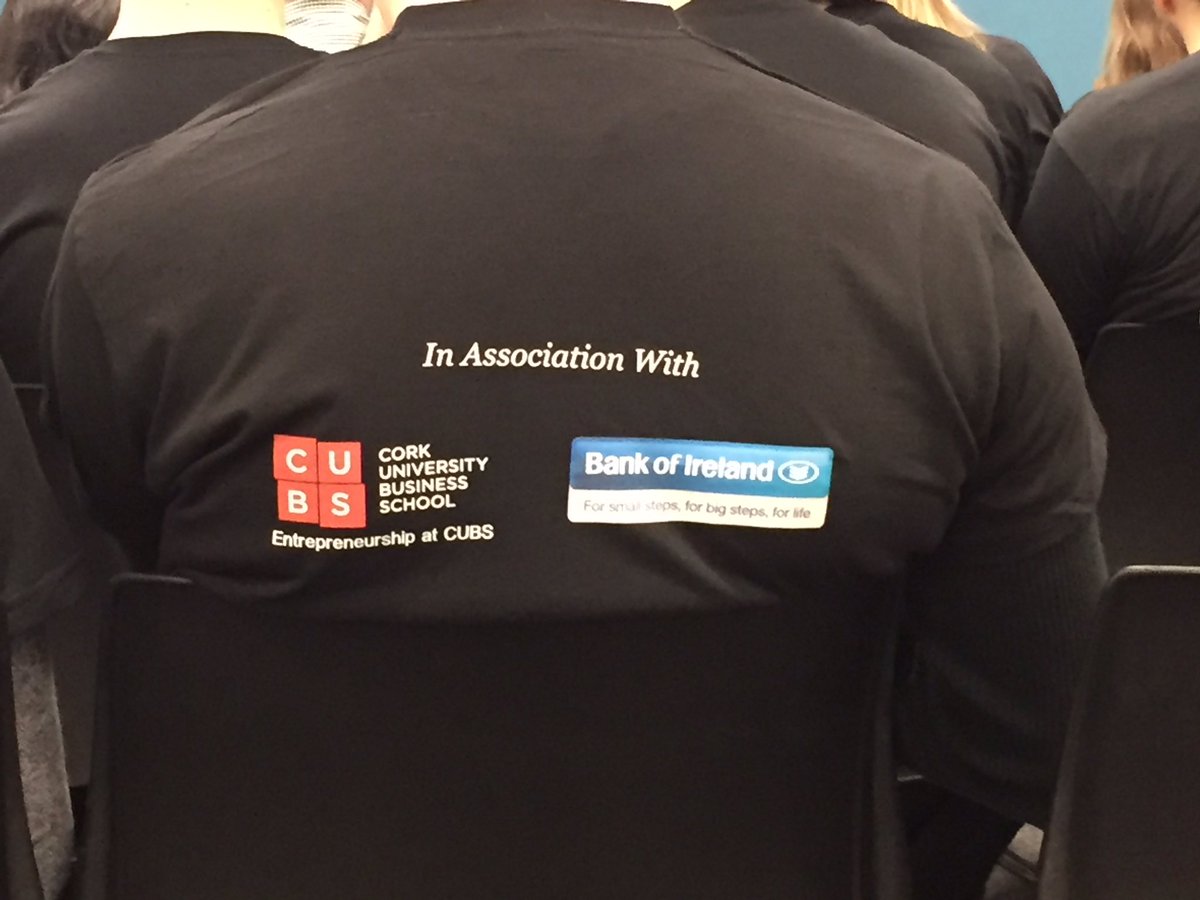 In Association With
C U
B S
CORK
UNIVERSITY
BUSINESS
SCHOOL
Entrepreneurship at CUBS
Bank of Ireland
For small steps, for big steps, for life